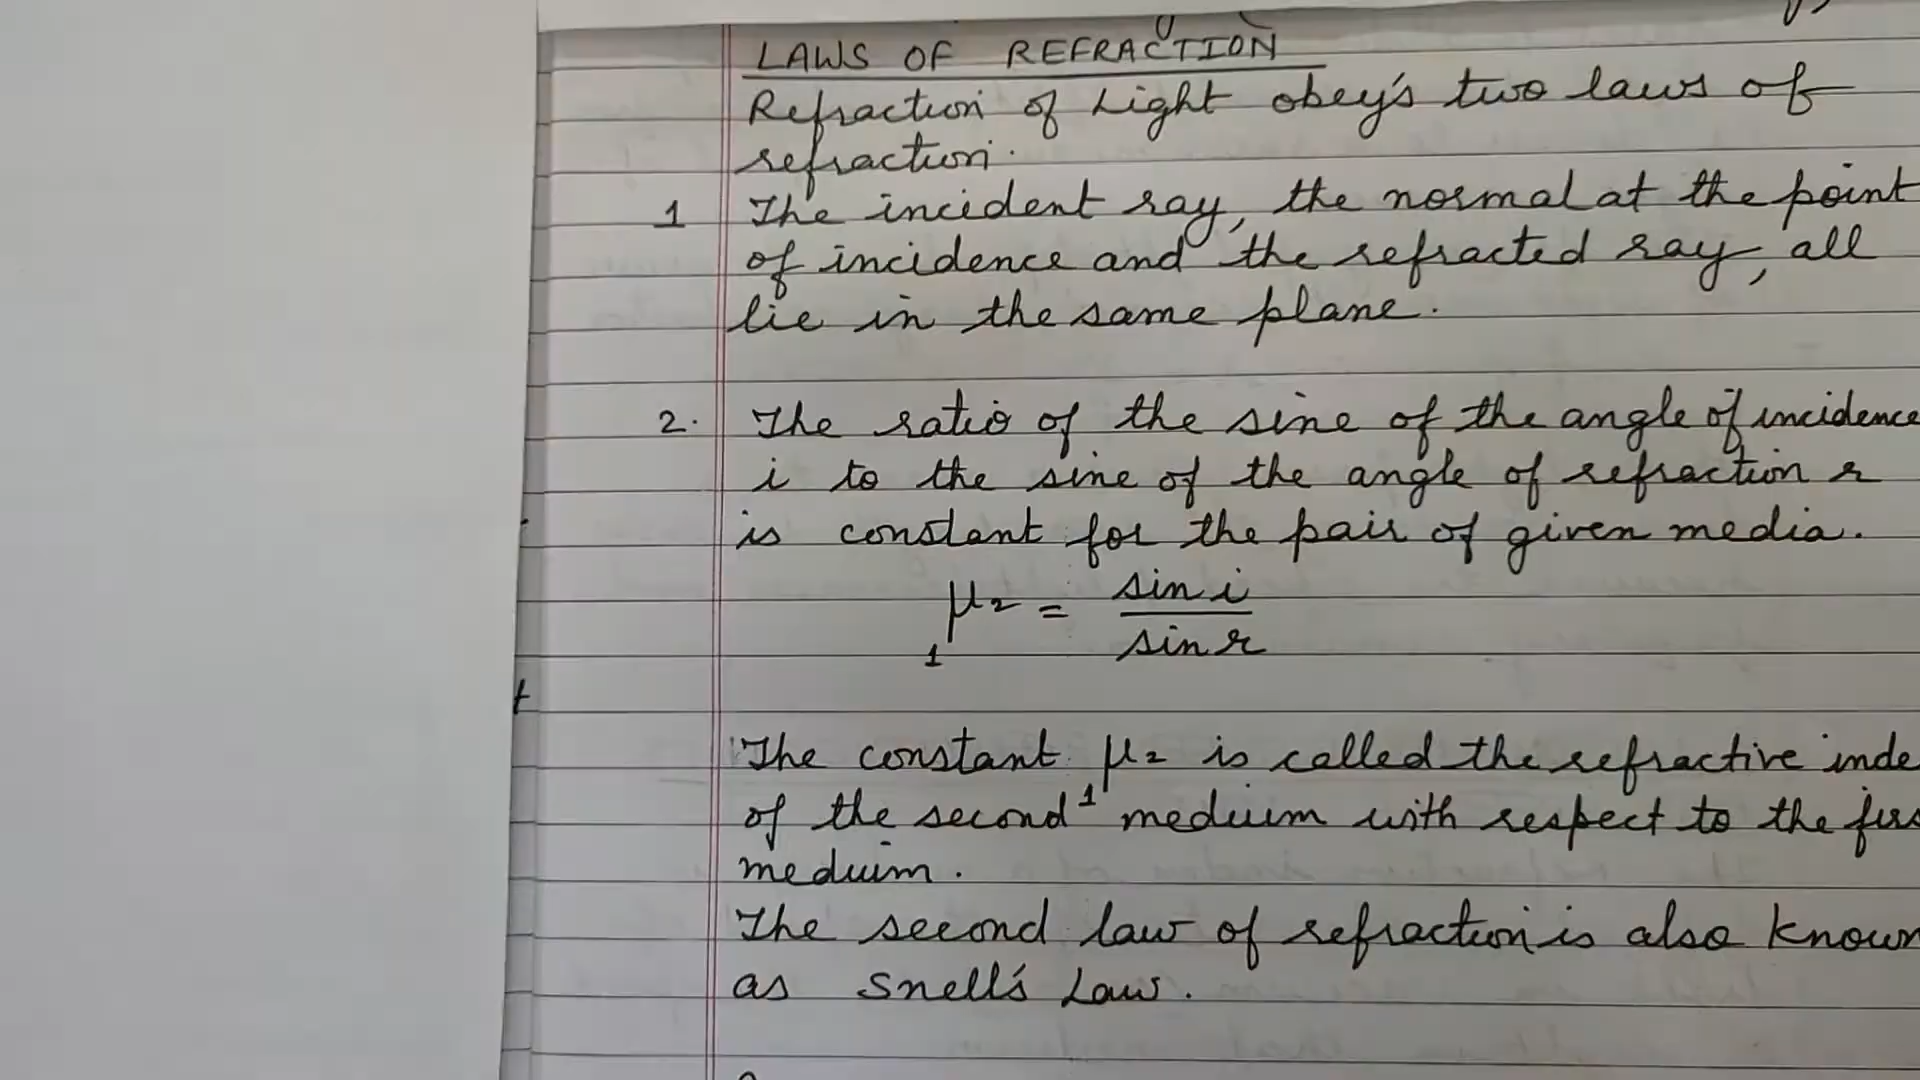 LAWS OF REFRACTION
Refraction of Light obey's two laws of
refraction.
1 The incident ray, the normal at the point
of incidence and the refracted ray, all
lie in the same plane.
2. The ratio of the sine of the angle of incidence
i to the sine of the angle of refraction r
is constant for the pair of given media.
₁μ₂ = sin i / sin r
The constant ₁μ₂ is called the refractive inde
of the second medium with respect to the firs
medium.
The second law of refraction is also known
as Snell's Law.